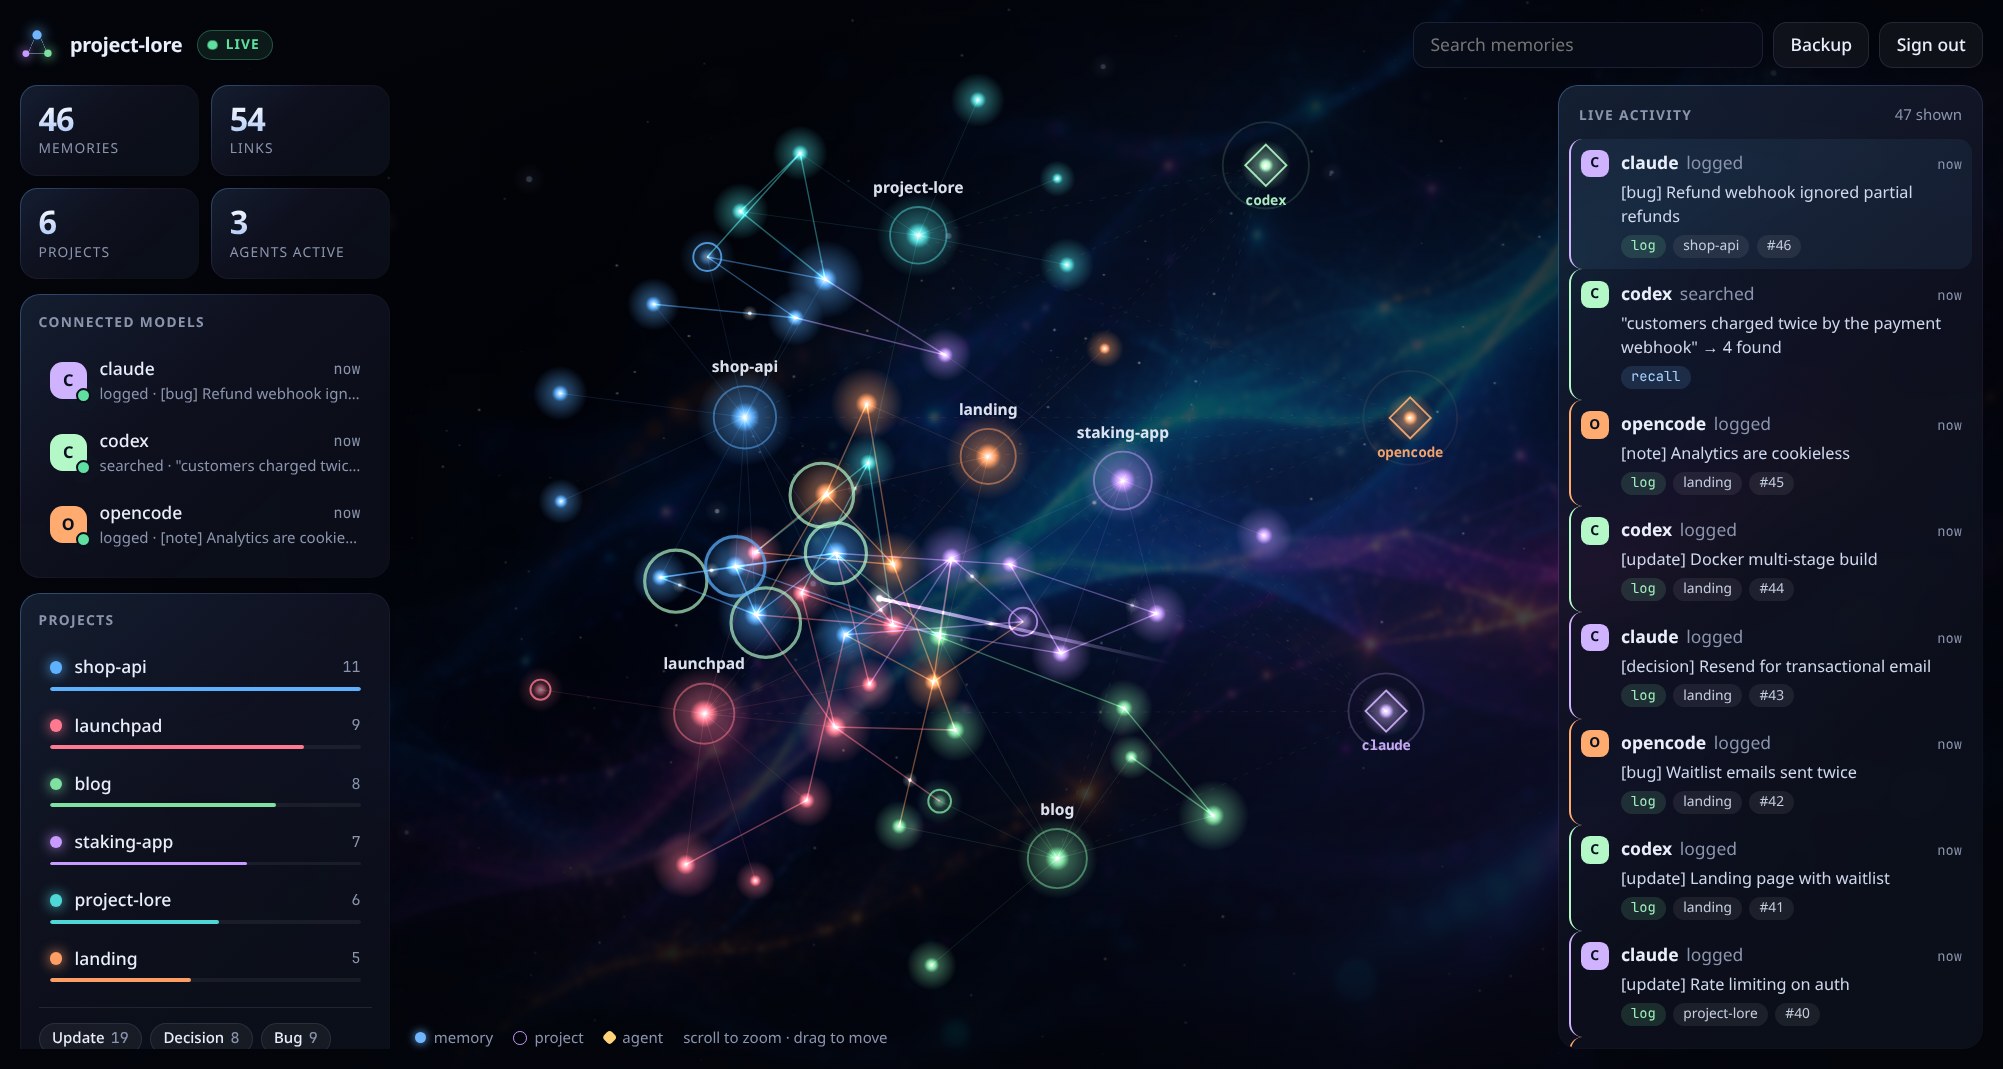 project-lore
LIVE
Search memories
Backup
Sign out
46
MEMORIES
54
LINKS
6
PROJECTS
3
AGENTS ACTIVE
CONNECTED MODELS
C
claude
now
logged · [bug] Refund webhook ign...
C
codex
now
searched · "customers charged twic...
O
opencode
now
logged · [note] Analytics are cookie...
PROJECTS
shop-api 11
launchpad 9
blog 8
staking-app 7
project-lore 6
landing 5
Update 19
Decision 8
Bug 9
project-lore
codex
shop-api
landing
staking-app
opencode
launchpad
claude
blog
memory
project
agent
scroll to zoom · drag to move
LIVE ACTIVITY
47 shown
C
claude logged
now
[bug] Refund webhook ignored partial
refunds
log shop-api #46
C
codex searched
now
"customers charged twice by the payment
webhook" → 4 found
recall
O
opencode logged
now
[note] Analytics are cookieless
log landing #45
C
codex logged
now
[update] Docker multi-stage build
log landing #44
C
claude logged
now
[decision] Resend for transactional email
log landing #43
O
opencode logged
now
[bug] Waitlist emails sent twice
log landing #42
C
codex logged
now
[update] Landing page with waitlist
log landing #41
C
claude logged
now
[update] Rate limiting on auth
log project-lore #40